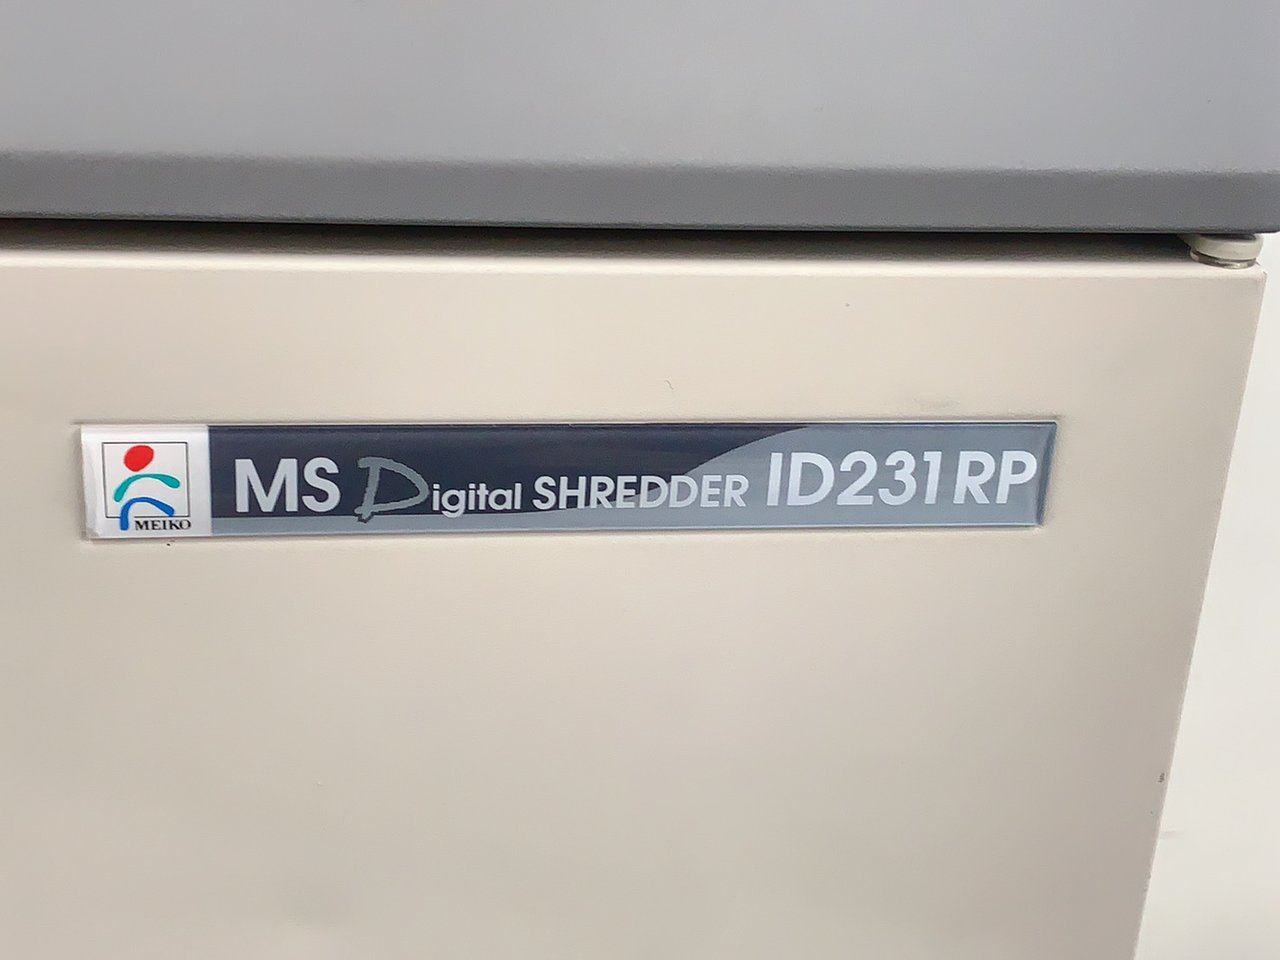 MEIKO
MS Digital SHREDDER ID231RP